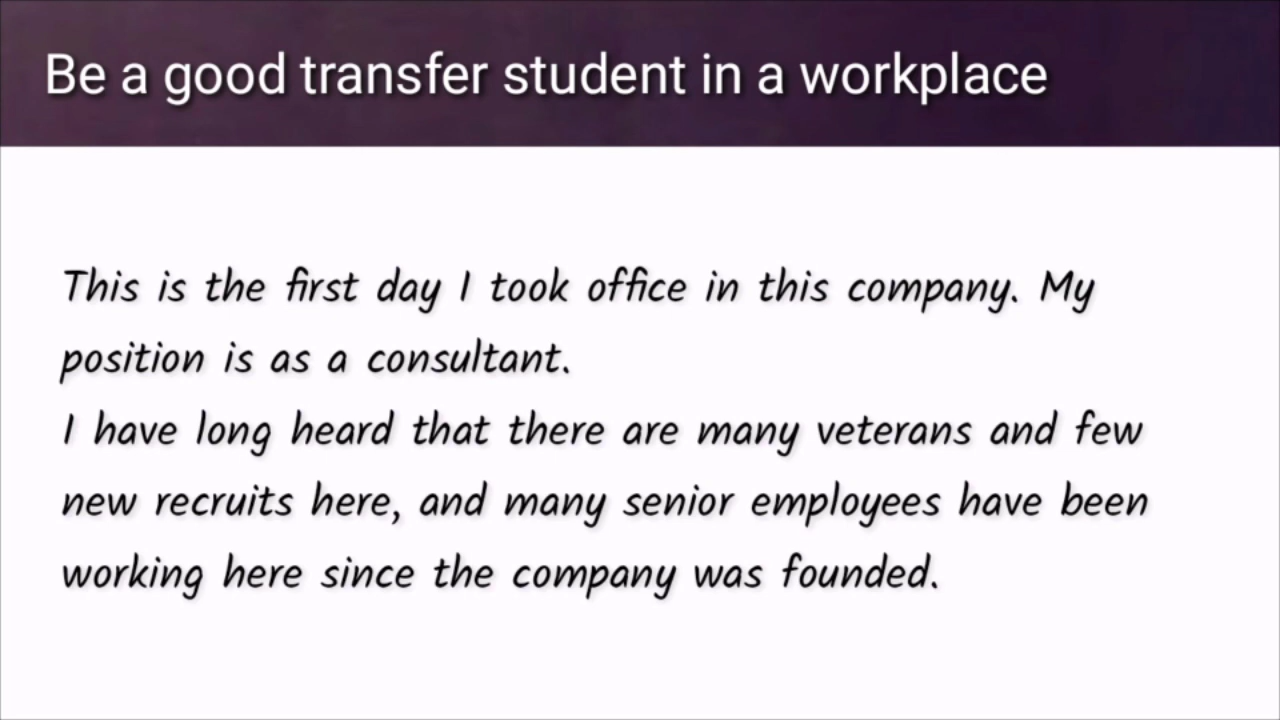 Be a good transfer student in a workplace
This is the first day I took office in this company. My
position is as a consultant.
I have long heard that there are many veterans and few
new recruits here, and many senior employees have been
working here since the company was founded.